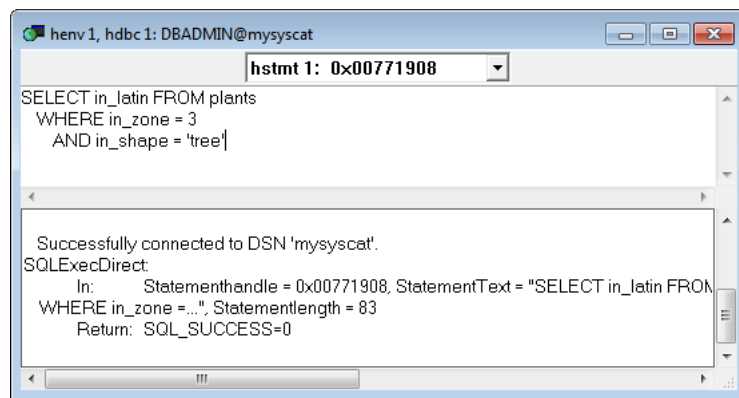 henv 1, hdbc 1: DBADMIN@mysyscat
hstmt 1: 0x00771908
SELECT in_latin FROM plants
WHERE in_zone = 3
AND in_shape = 'tree'
Successfully connected to DSN 'mysyscat'.
SQLExecDirect:
In: Statementhandle = 0x00771908, StatementText = "SELECT in_latin FROM
WHERE in_zone =...", Statementlength = 83
Return: SQL_SUCCESS=0